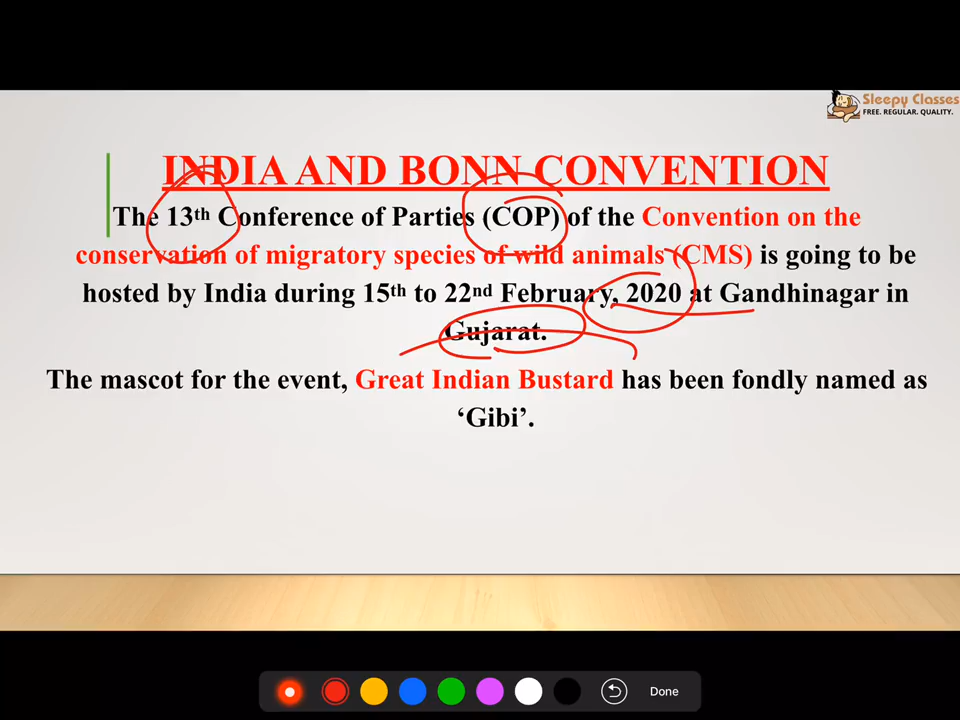 Sleepy Classes
FREE. REGULAR. QUALITY.
INDIA AND BONN CONVENTION
The 13th Conference of Parties (COP) of the Convention on the
conservation of migratory species of wild animals (CMS) is going to be
hosted by India during 15th to 22nd February, 2020 at Gandhinagar in
Gujarat.
The mascot for the event, Great Indian Bustard has been fondly named as
‘Gibi’.
Done